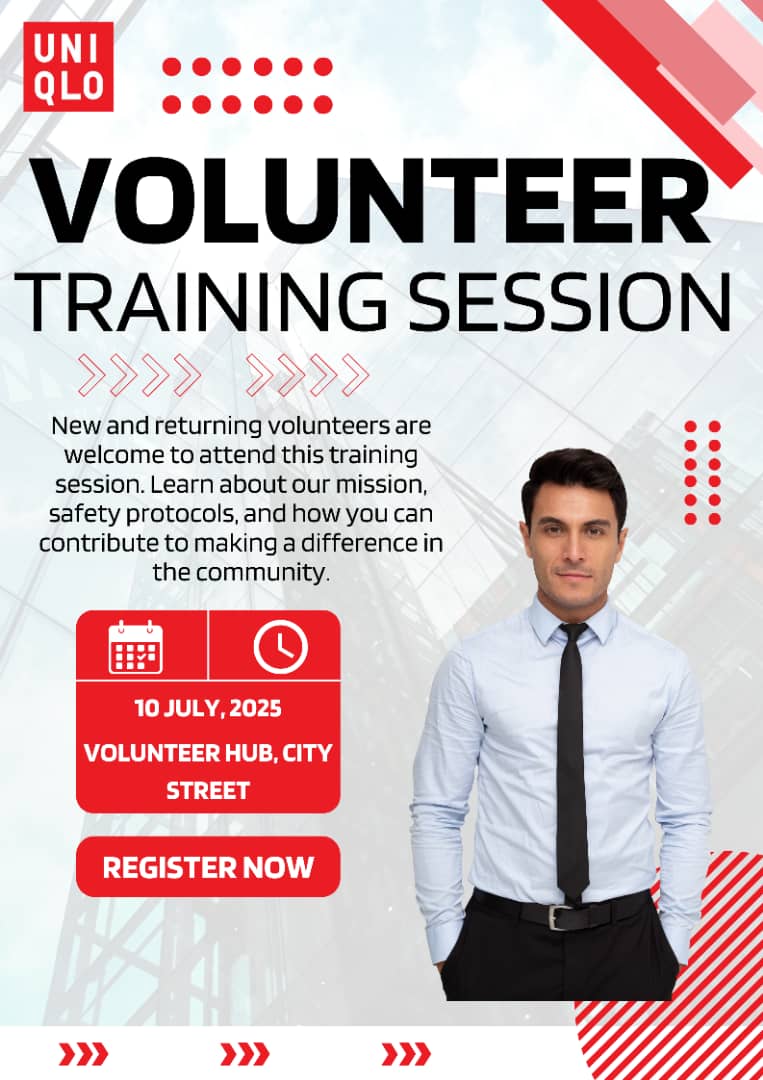 UNI
QLO
VOLUNTEER
TRAINING SESSION
New and returning volunteers are
welcome to attend this training
session. Learn about our mission,
safety protocols, and how you can
contribute to making a difference in
the community.
10 JULY, 2025
VOLUNTEER HUB, CITY
STREET
REGISTER NOW